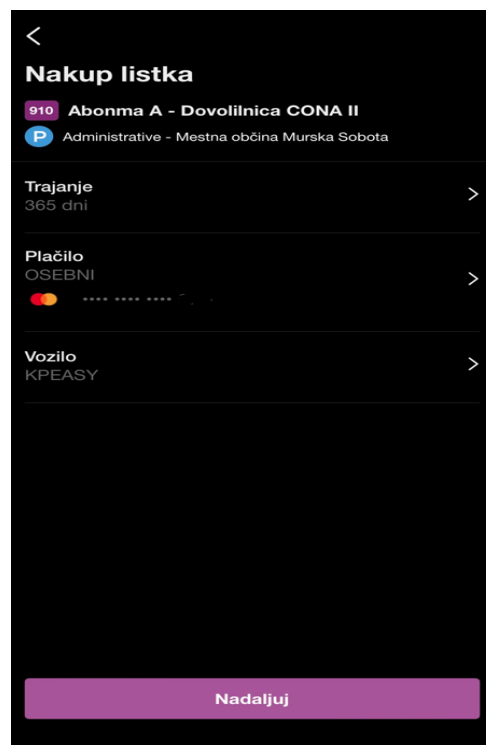 Nakup listka
910 Abonma A - Dovolilnica CONA II
P Administrative - Mestna občina Murska Sobota
Trajanje
365 dni
Plačilo
OSEBNI
•••• •••• ••••
Vozilo
KPEASY
Nadaljuj